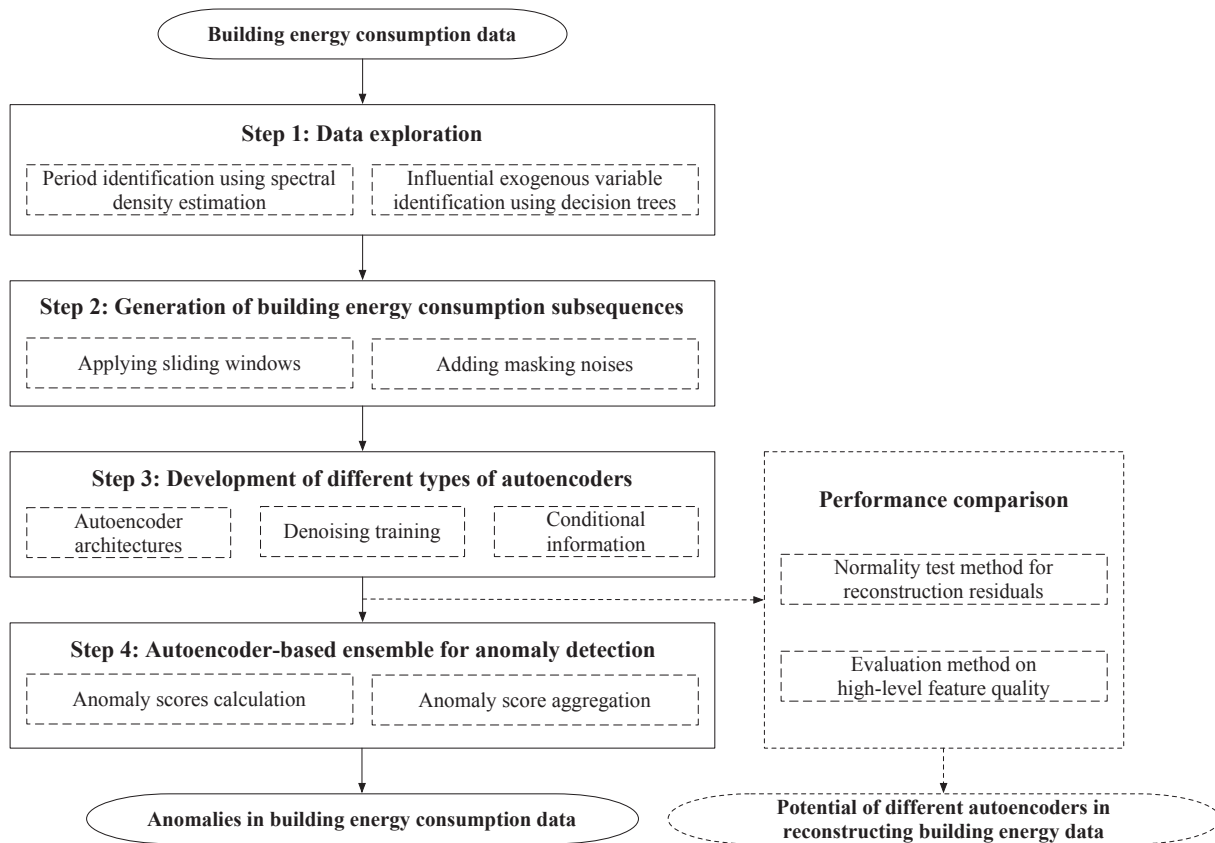 Building energy consumption data
Step 1: Data exploration
Period identification using spectral
density estimation
Influential exogenous variable
identification using decision trees
Step 2: Generation of building energy consumption subsequences
Applying sliding windows
Adding masking noises
Step 3: Development of different types of autoencoders
Autoencoder
architectures
Denoising training
Conditional
information
Performance comparison
Normality test method for
reconstruction residuals
Evaluation method on
high-level feature quality
Step 4: Autoencoder-based ensemble for anomaly detection
Anomaly scores calculation
Anomaly score aggregation
Anomalies in building energy consumption data
Potential of different autoencoders in
reconstructing building energy data